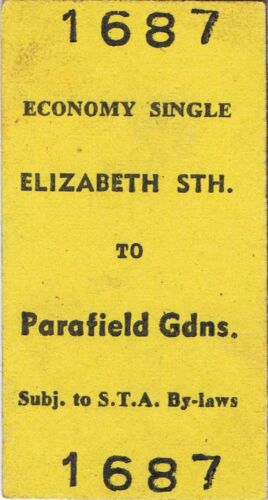 1687
ECONOMY SINGLE
ELIZABETH STH.
TO
Parafield Gdns.
Subj. to S.T.A. By-laws
1687